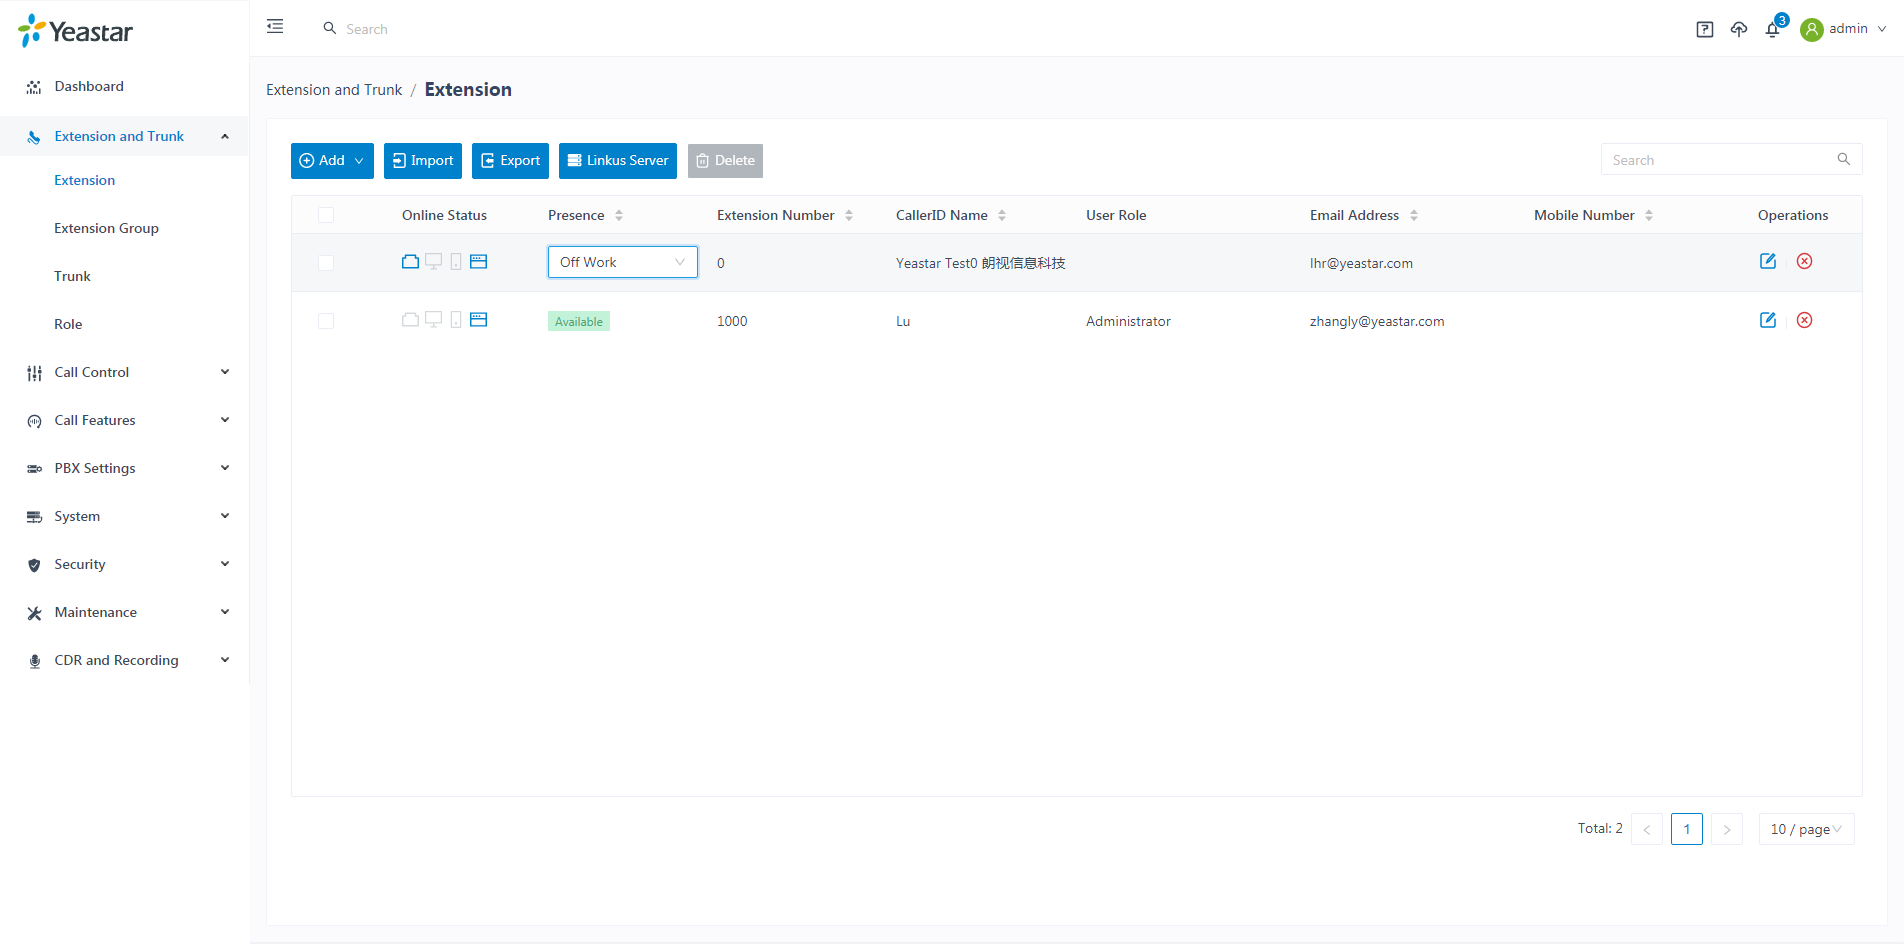 Yeastar
Search
3
admin
Dashboard
Extension and Trunk
Extension
Extension Group
Trunk
Role
Call Control
Call Features
PBX Settings
System
Security
Maintenance
CDR and Recording
Extension and Trunk / Extension
Add Import Export Linkus Server Delete
Search
Online Status Presence Extension Number CallerID Name User Role Email Address Mobile Number Operations
Off Work 0 Yeastar Test0 朗视信息科技 lhr@yeastar.com
Available 1000 Lu Administrator zhangly@yeastar.com
Total: 2 < 1 > 10 / page